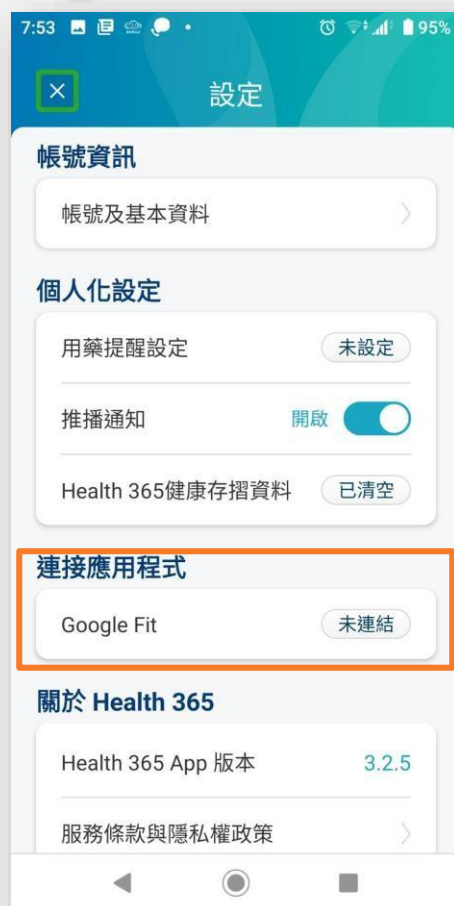 7:53 95%
設定
帳號資訊
帳號及基本資料
個人化設定
用藥提醒設定 未設定
推播通知 開啟
Health 365健康存摺資料 已清空
連接應用程式
Google Fit 未連結
關於 Health 365
Health 365 App 版本 3.2.5
服務條款與隱私權政策